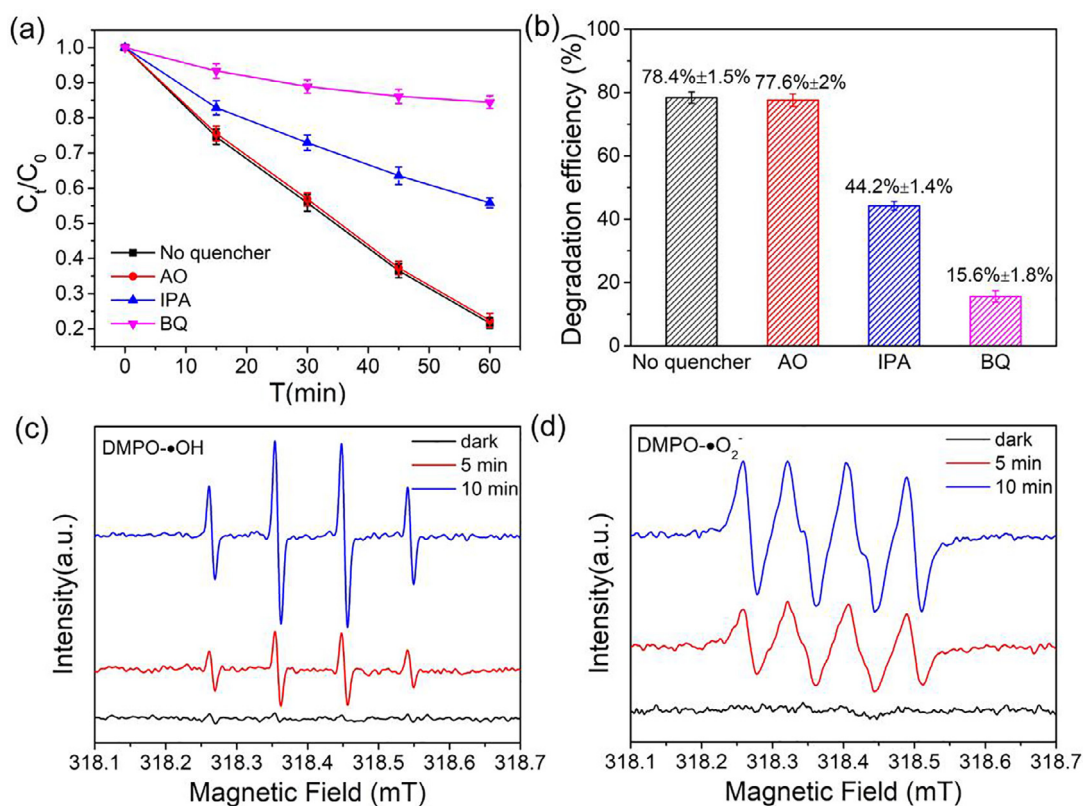 (a)
1.0
0.9
0.8
0.7
0.6
0.5
0.4
0.3
0.2
Ct/C0
No quencher
AO
IPA
BQ
0 10 20 30 40 50 60
T(min)
(b)
100
80
60
40
20
0
Degradation efficiency (%)
78.4%±1.5%
77.6%±2%
44.2%±1.4%
15.6%±1.8%
No quencher AO IPA BQ
(c)
DMPO-●OH
dark
5 min
10 min
Intensity(a.u.)
318.1 318.2 318.3 318.4 318.5 318.6 318.7
Magnetic Field (mT)
(d)
DMPO-●O2-
dark
5 min
10 min
Intensity(a.u.)
318.1 318.2 318.3 318.4 318.5 318.6 318.7
Magnetic Field (mT)